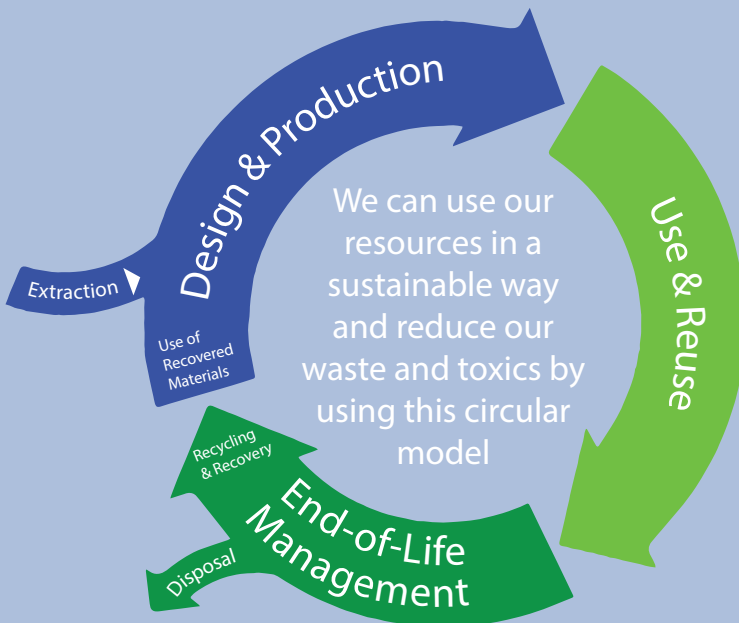 Design & Production
Use & Reuse
We can use our
resources in a
sustainable way
and reduce our
waste and toxics by
using this circular
model
Extraction
Use of
Recovered
Materials
Recycling
& Recovery
End-of-Life
Management
Disposal